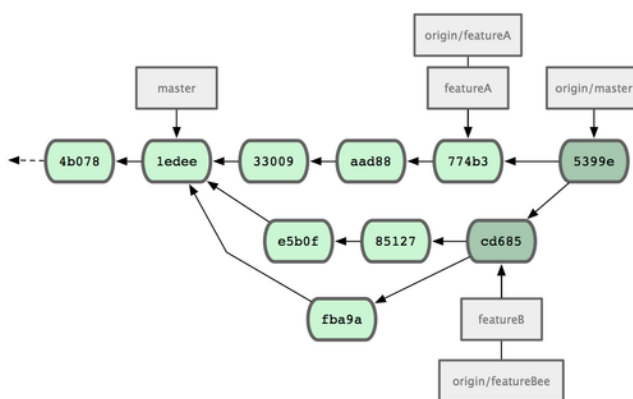 origin/featureA
master
featureA
origin/master
4b078
1edee
33009
aad88
774b3
5399e
e5b0f
85127
cd685
fba9a
featureB
origin/featureBee